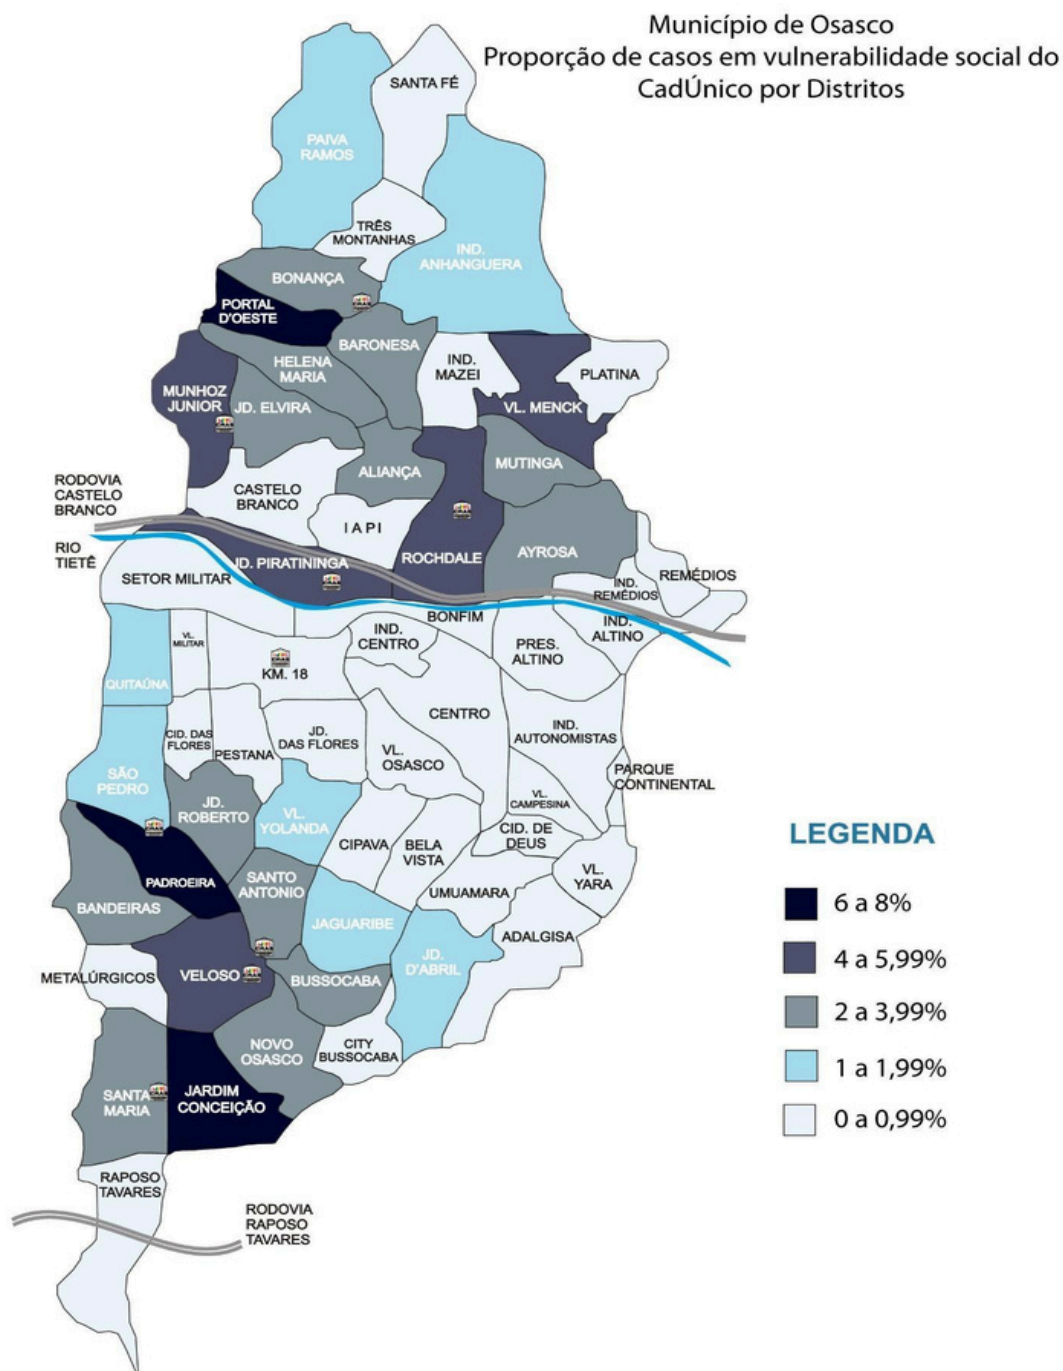 Município de Osasco
Proporção de casos em vulnerabilidade social do
CadÚnico por Distritos
SANTA FÉ
PAIVA
RAMOS
TRÊS
MONTANHAS
IND.
ANHANGUERA
BONANÇA
PORTAL
D'OESTE
BARONESA
HELENA
MARIA
IND.
MAZEI
PLATINA
MUNHOZ
JUNIOR
JD. ELVIRA
VL. MENCK
ALIANÇA
MUTINGA
RODOVIA
CASTELO
BRANCO
CASTELO
BRANCO
I A P I
ROCHDALE
AYROSA
RIO
TIETÊ
JD. PIRATININGA
SETOR MILITAR
REMÉDIOS
IND.
REMÉDIOS
BONFIM
IND.
ALTINO
VL.
MILITAR
IND.
CENTRO
PRES.
ALTINO
KM. 18
QUITAÚNA
CENTRO
CID. DAS
FLORES
PESTANA
JD.
DAS FLORES
VL.
OSASCO
IND.
AUTONOMISTAS
SÃO
PEDRO
PARQUE
CONTINENTAL
JD.
ROBERTO
VL.
YOLANDA
VL.
CAMPESINA
CIPAVA
BELA
VISTA
CID. DE
DEUS
PADROEIRA
SANTO
ANTONIO
UMUAMARA
VL.
YARA
BANDEIRAS
JAGUARIBE
ADALGISA
JD.
D'ABRIL
METALÚRGICOS
VELOSO
BUSSOCABA
NOVO
OSASCO
CITY
BUSSOCABA
SANTA
MARIA
JARDIM
CONCEIÇÃO
RAPOSO
TAVARES
RODOVIA
RAPOSO
TAVARES
LEGENDA
6 a 8%
4 a 5,99%
2 a 3,99%
1 a 1,99%
0 a 0,99%